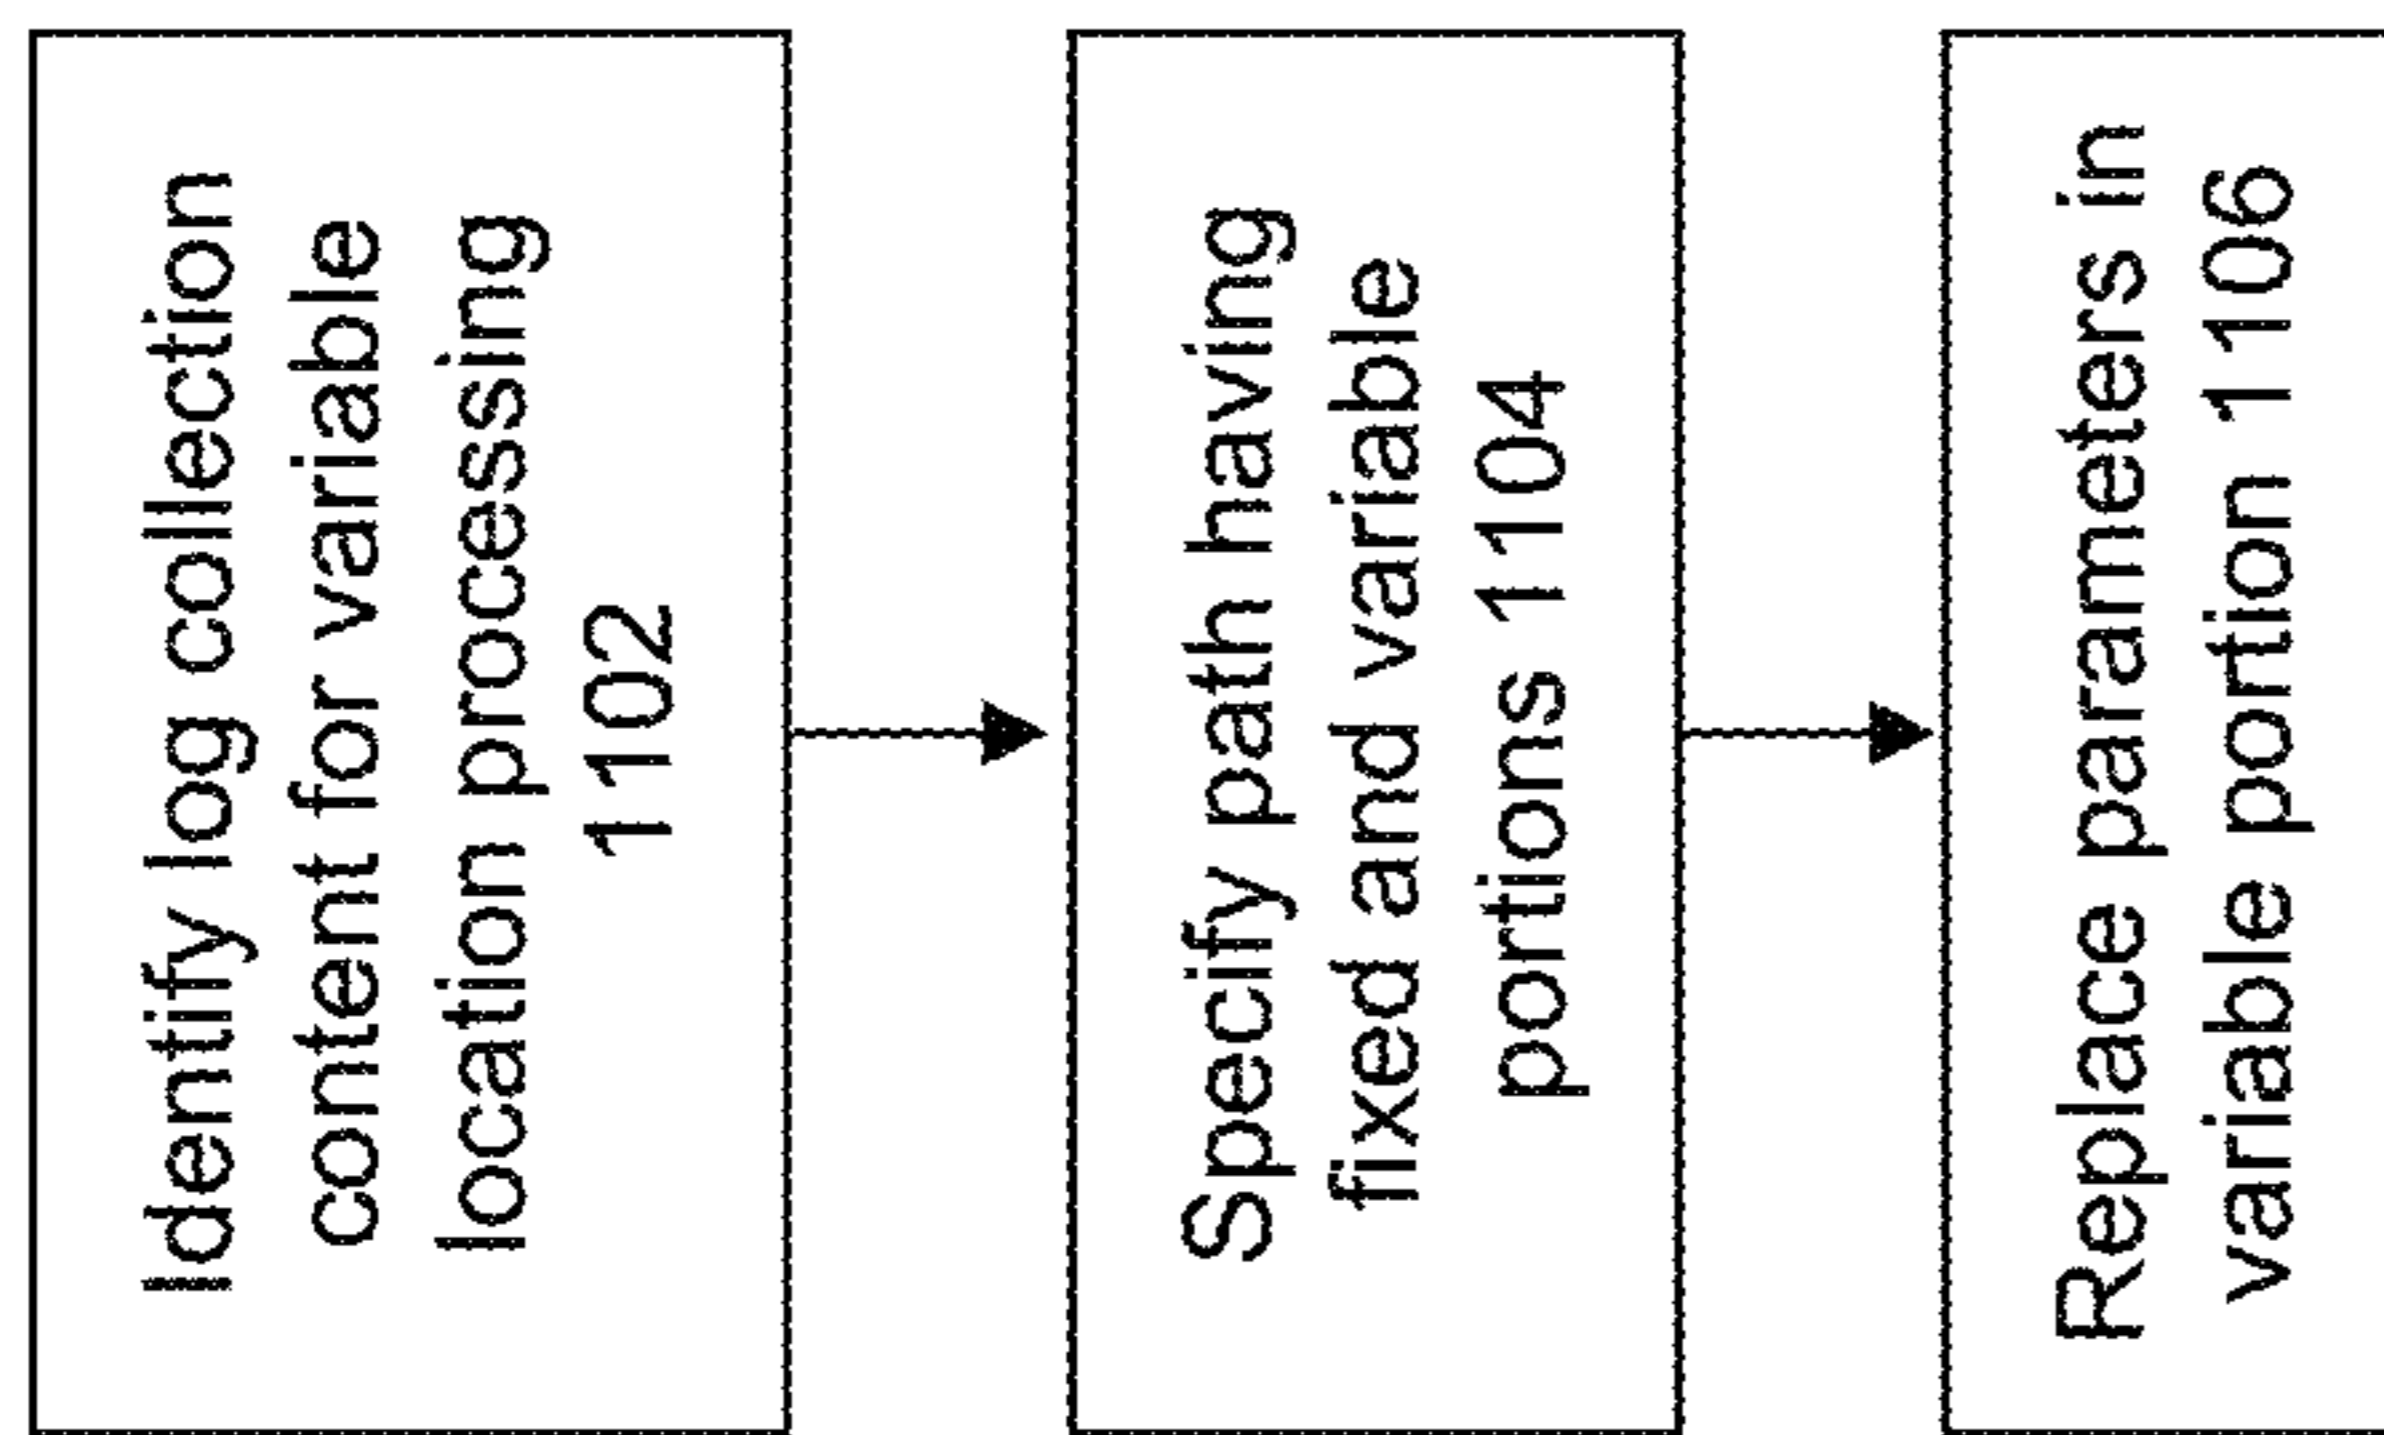 Identify log collection
content for variable
location processing
1102
Specify path having
fixed and variable
portions 1104
Replace parameters in
variable portion 1106